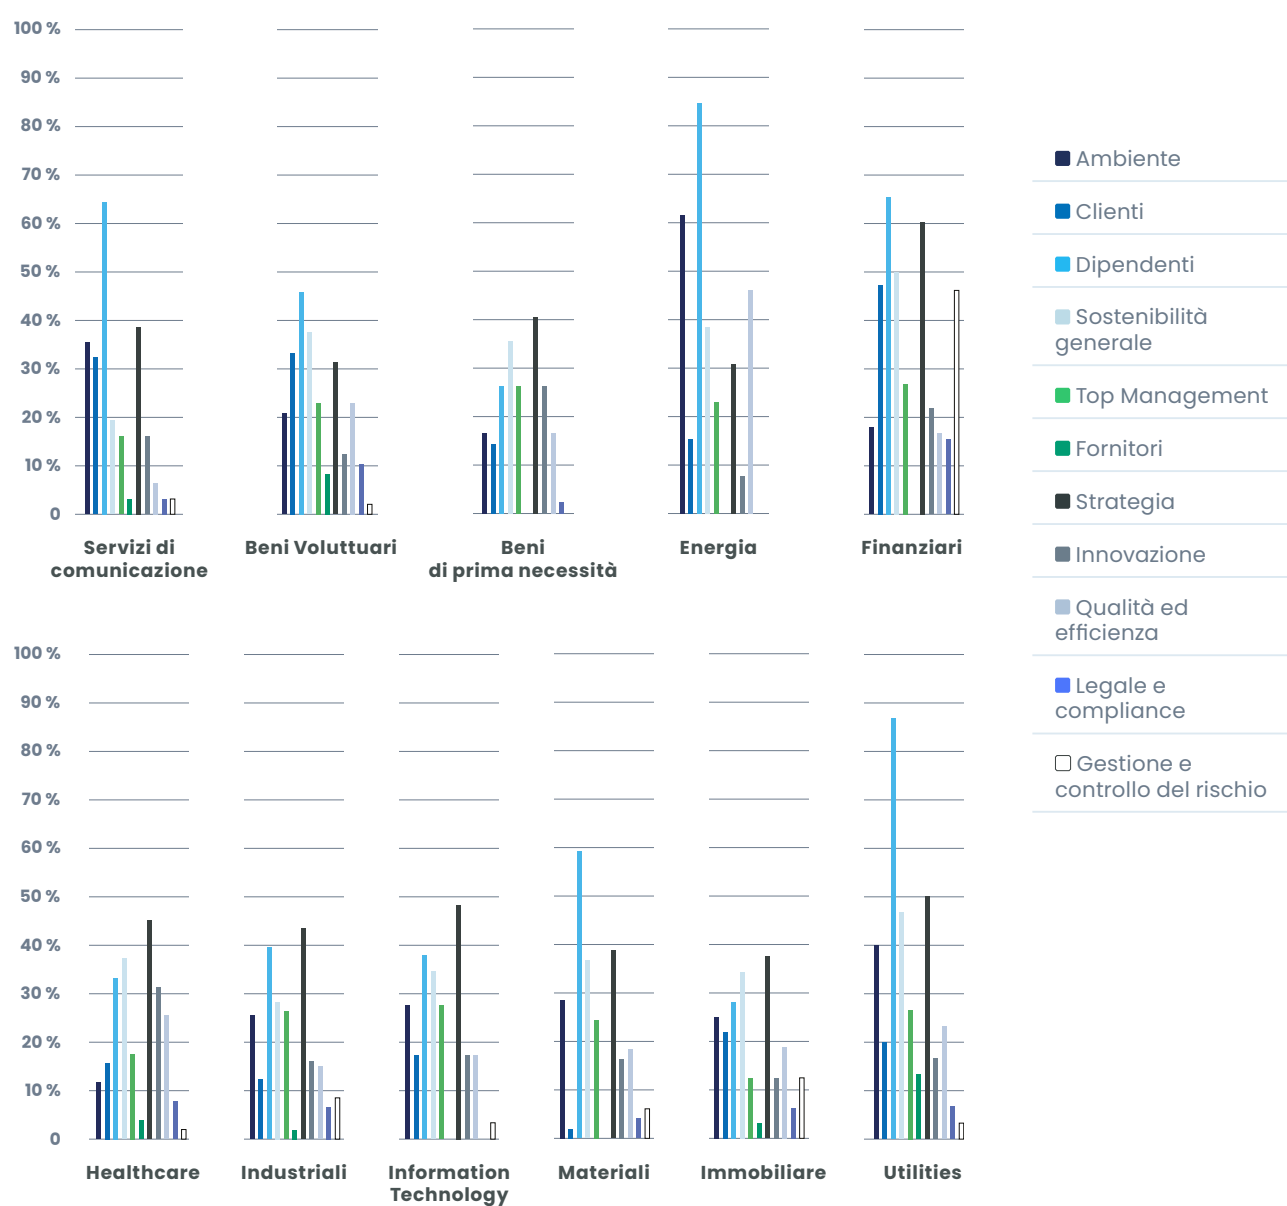 100 %
90 %
80 %
70 %
60 %
50 %
40 %
30 %
20 %
10 %
0
Servizi di
comunicazione
Beni Voluttuari
Beni
di prima necessità
Energia
Finanziari
100 %
90 %
80 %
70 %
60 %
50 %
40 %
30 %
20 %
10 %
0
Healthcare
Industriali
Information
Technology
Materiali
Immobiliare
Utilities
Ambiente
Clienti
Dipendenti
Sostenibilità
generale
Top Management
Fornitori
Strategia
Innovazione
Qualità ed
efficienza
Legale e
compliance
Gestione e
controllo del rischio